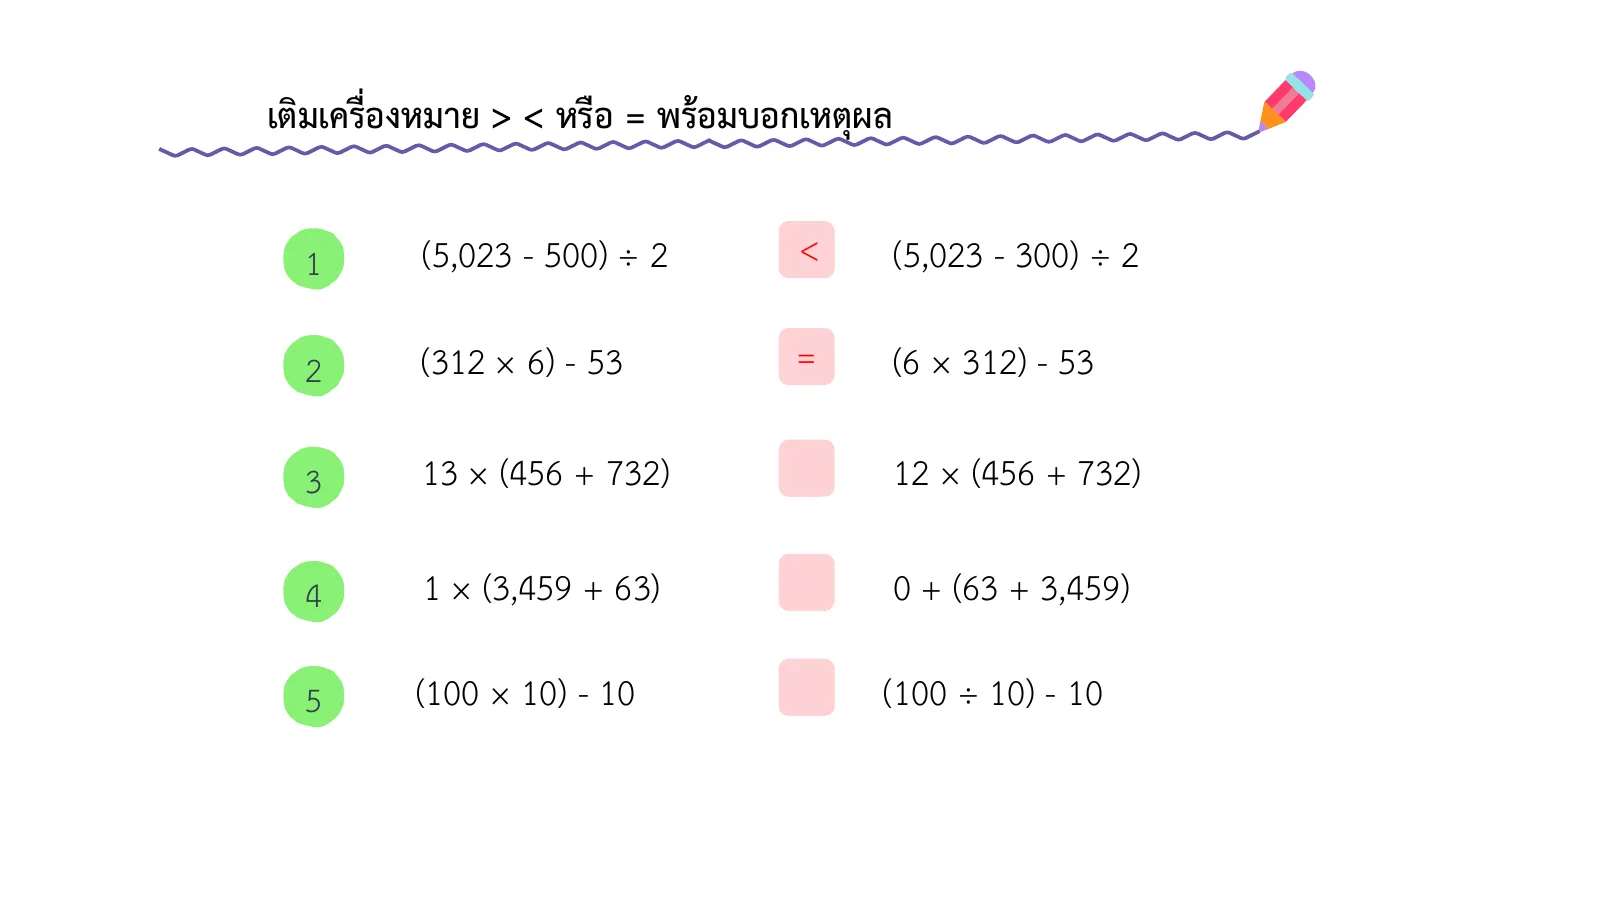 เติมเครื่องหมาย > < หรือ = พร้อมบอกเหตุผล
1 (5,023 - 500) ÷ 2 < (5,023 - 300) ÷ 2
2 (312 × 6) - 53 = (6 × 312) - 53
3 13 × (456 + 732) 12 × (456 + 732)
4 1 × (3,459 + 63) 0 + (63 + 3,459)
5 (100 × 10) - 10 (100 ÷ 10) - 10